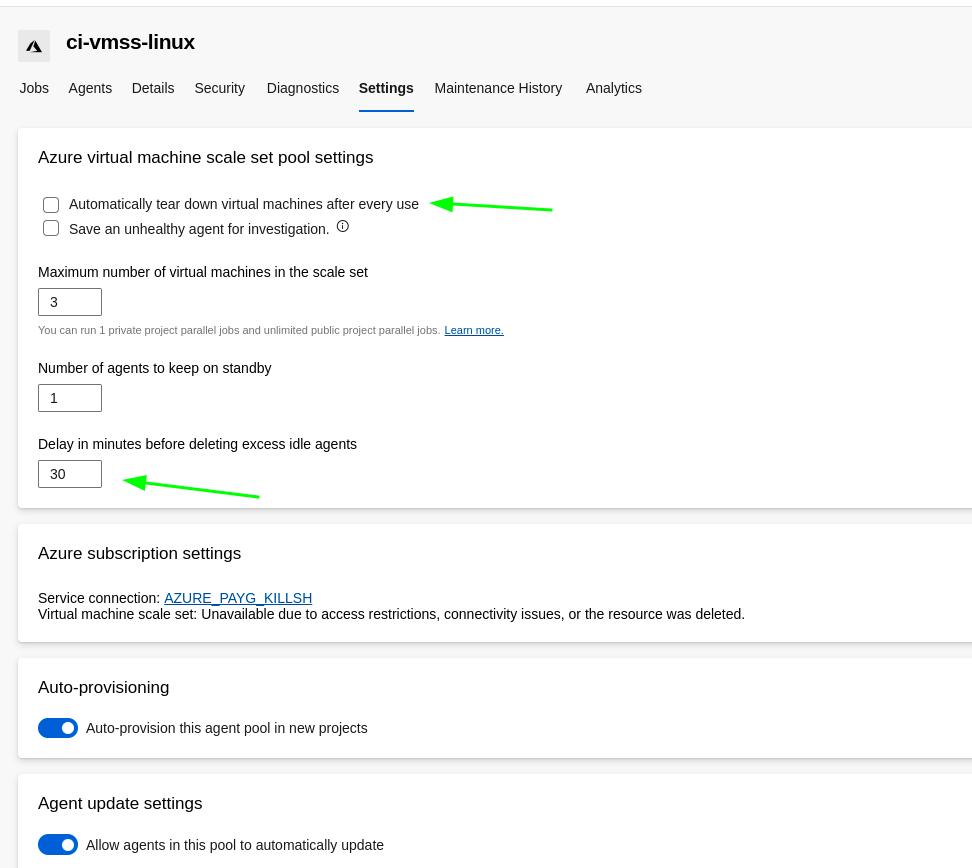 ci-vmss-linux
Jobs Agents Details Security Diagnostics Settings Maintenance History Analytics
Azure virtual machine scale set pool settings
Automatically tear down virtual machines after every use
Save an unhealthy agent for investigation.
Maximum number of virtual machines in the scale set
3
You can run 1 private project parallel jobs and unlimited public project parallel jobs. Learn more.
Number of agents to keep on standby
1
Delay in minutes before deleting excess idle agents
30
Azure subscription settings
Service connection: AZURE_PAYG_KILLSH
Virtual machine scale set: Unavailable due to access restrictions, connectivity issues, or the resource was deleted.
Auto-provisioning
Auto-provision this agent pool in new projects
Agent update settings
Allow agents in this pool to automatically update